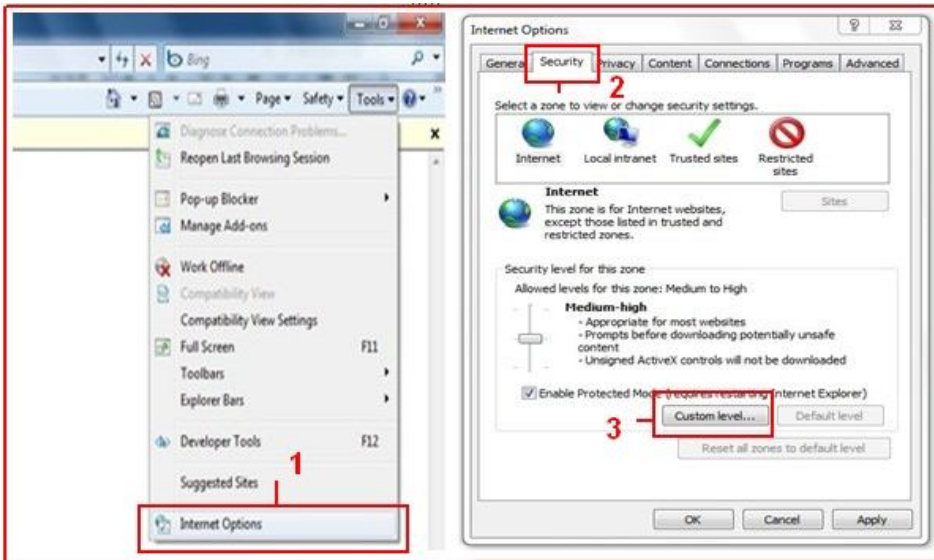 Bing
Page Safety Tools
Diagnose Connection Problems...
Reopen Last Browsing Session
Pop-up Blocker
Manage Add-ons
Work Offline
Compatibility View
Compatibility View Settings
Full Screen F11
Toolbars
Explorer Bars
Developer Tools F12
1
Suggested Sites
Internet Options
Internet Options
General Security Privacy Content Connections Programs Advanced
2
Select a zone to view or change security settings.
Internet Local intranet Trusted sites Restricted
sites
Internet
Sites
This zone is for Internet websites,
except those listed in trusted and
restricted zones.
Security level for this zone
Allowed levels for this zone: Medium to High
Medium-high
- Appropriate for most websites
- Prompts before downloading potentially unsafe
content
- Unsigned ActiveX controls will not be downloaded
Enable Protected Mode (requires restarting Internet Explorer)
3
Custom level... Default level
Reset all zones to default level
OK Cancel Apply